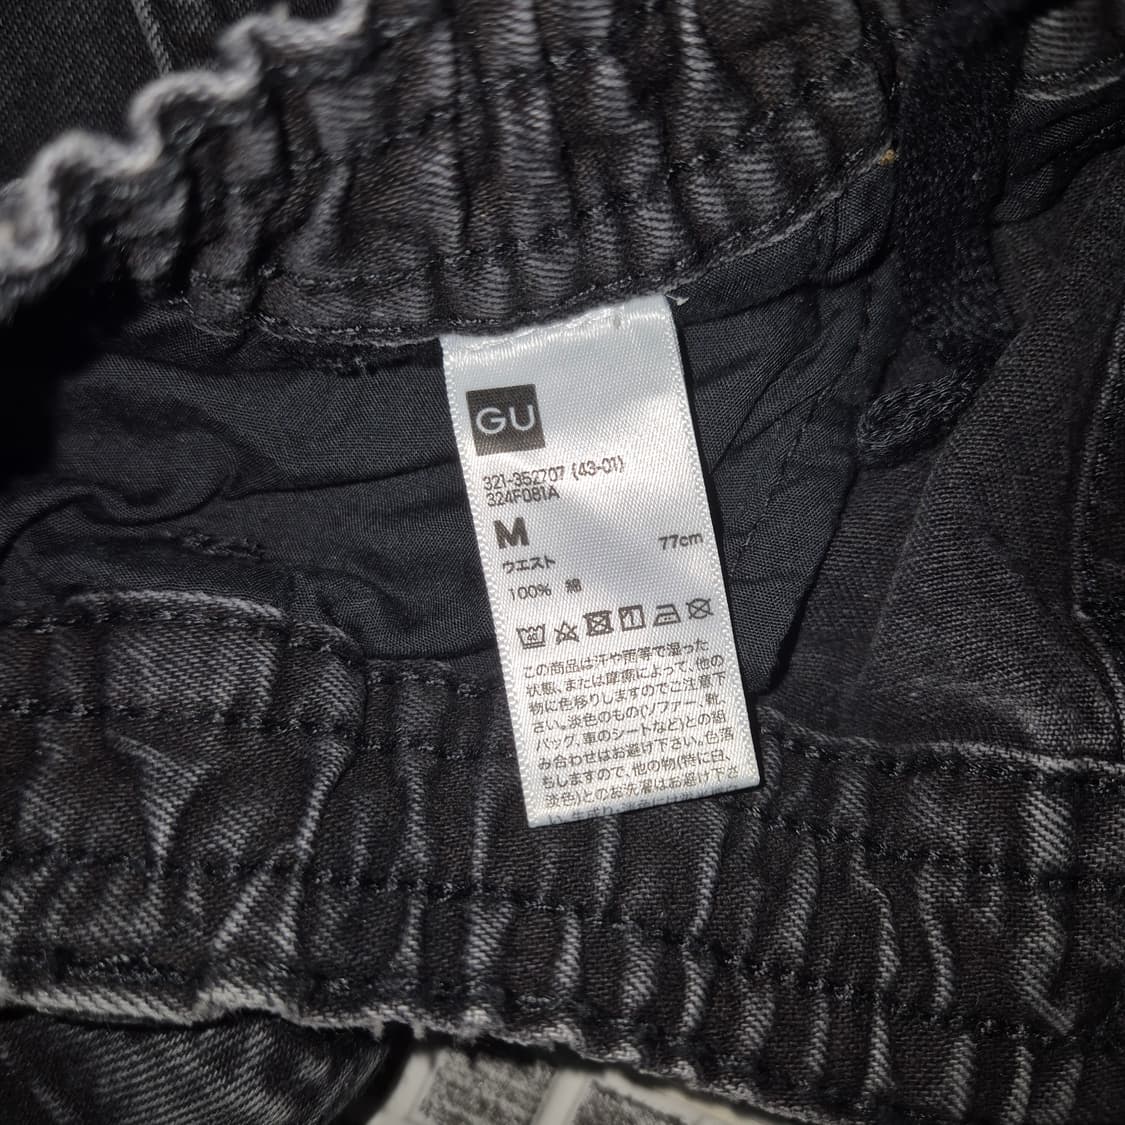 GU
321-352707 (43-01)
324F081A
M
ウエスト 77cm
100% 綿
この商品は汗や雨等で湿った
状態、または摩擦によって、他の
物に色移りしますのでご注意下
さい。淡色のもの(ソファー、靴、
バッグ、車のシートなど)との組
み合わせはお避け下さい。色落
ちしますので、他の物(特に白、
淡色)とのお洗濯はお避け下さ
い。